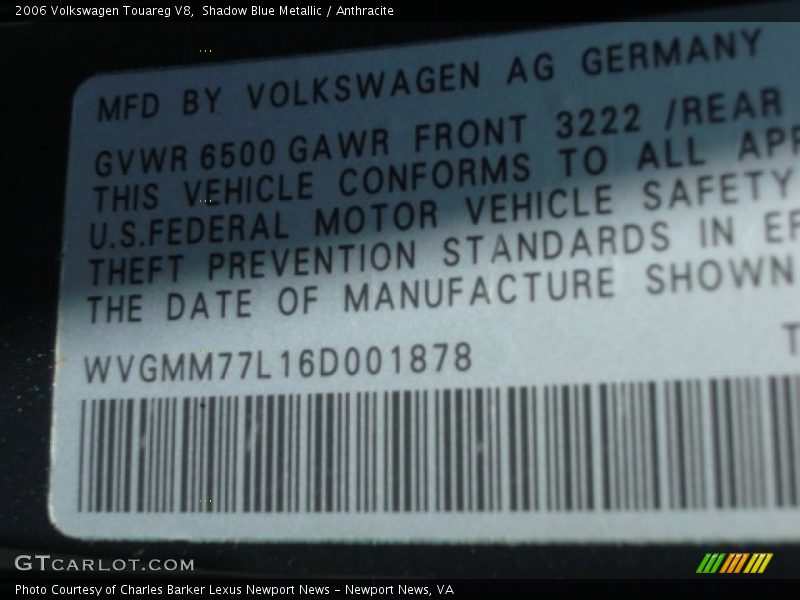 2006 Volkswagen Touareg V8,  Shadow Blue Metallic / Anthracite
MFD BY VOLKSWAGEN AG GERMANY
GVWR 6500 GAWR FRONT 3222 /REAR
THIS VEHICLE CONFORMS TO ALL
U.S.FEDERAL MOTOR VEHICLE SAFETY
THEFT PREVENTION STANDARDS IN
THE DATE OF MANUFACTURE SHOWN
WVGMM77L16D001878
GTCARLOT.COM
Photo Courtesy of Charles Barker Lexus Newport News – Newport News, VA